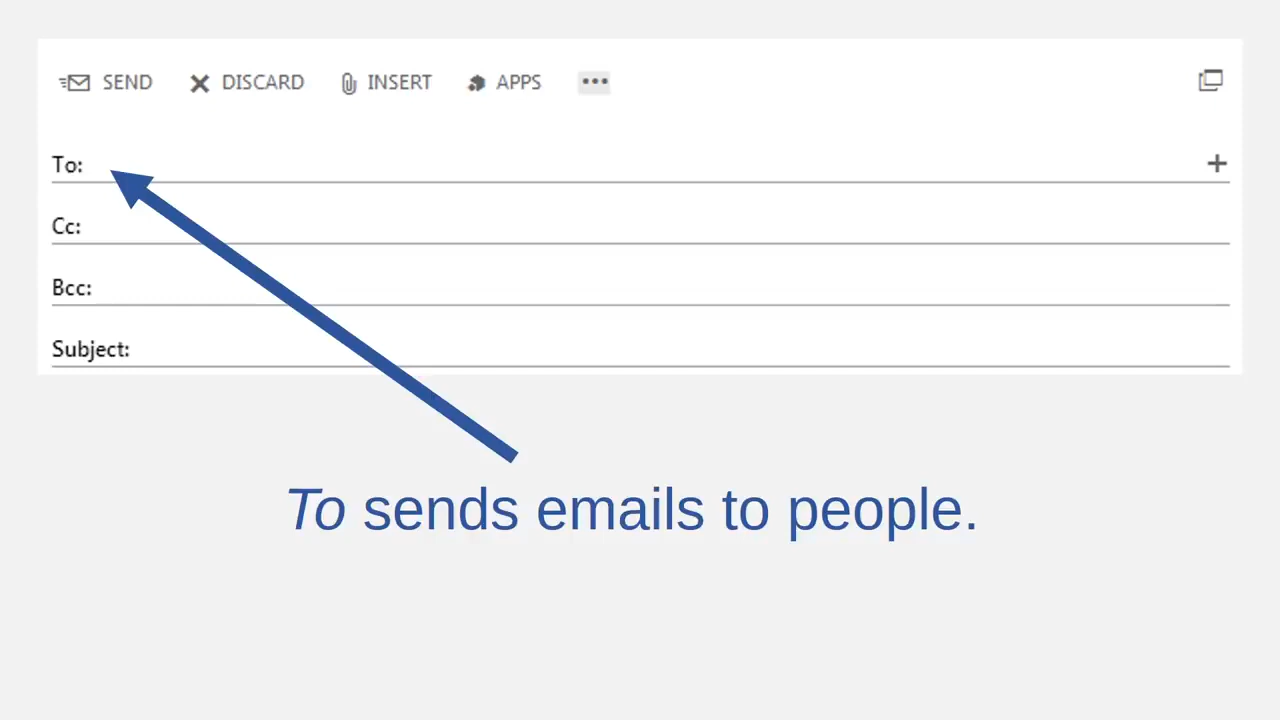 SEND DISCARD INSERT APPS •••
To:
Cc:
Bcc:
Subject:
To sends emails to people.